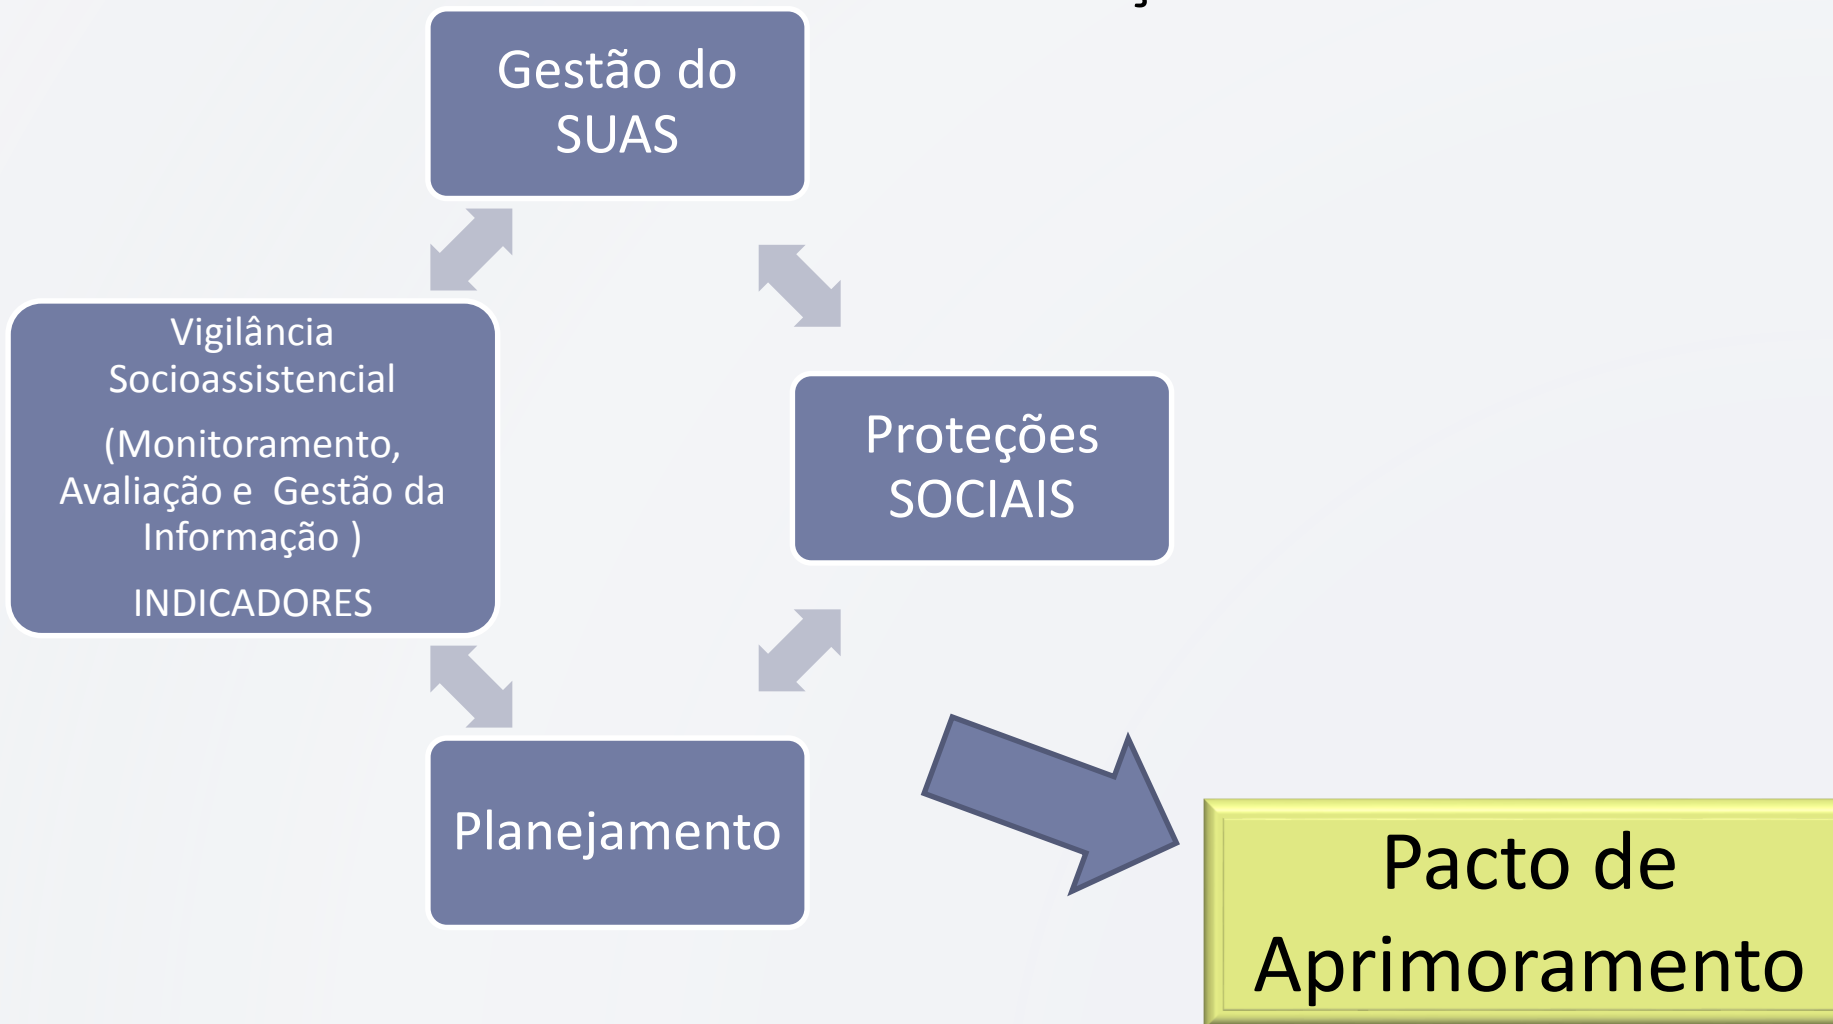 Gestão do
SUAS
Vigilância
Socioassistencial
(Monitoramento,
Avaliação e Gestão da
Informação )
INDICADORES
Proteções
SOCIAIS
Planejamento
Pacto de
Aprimoramento